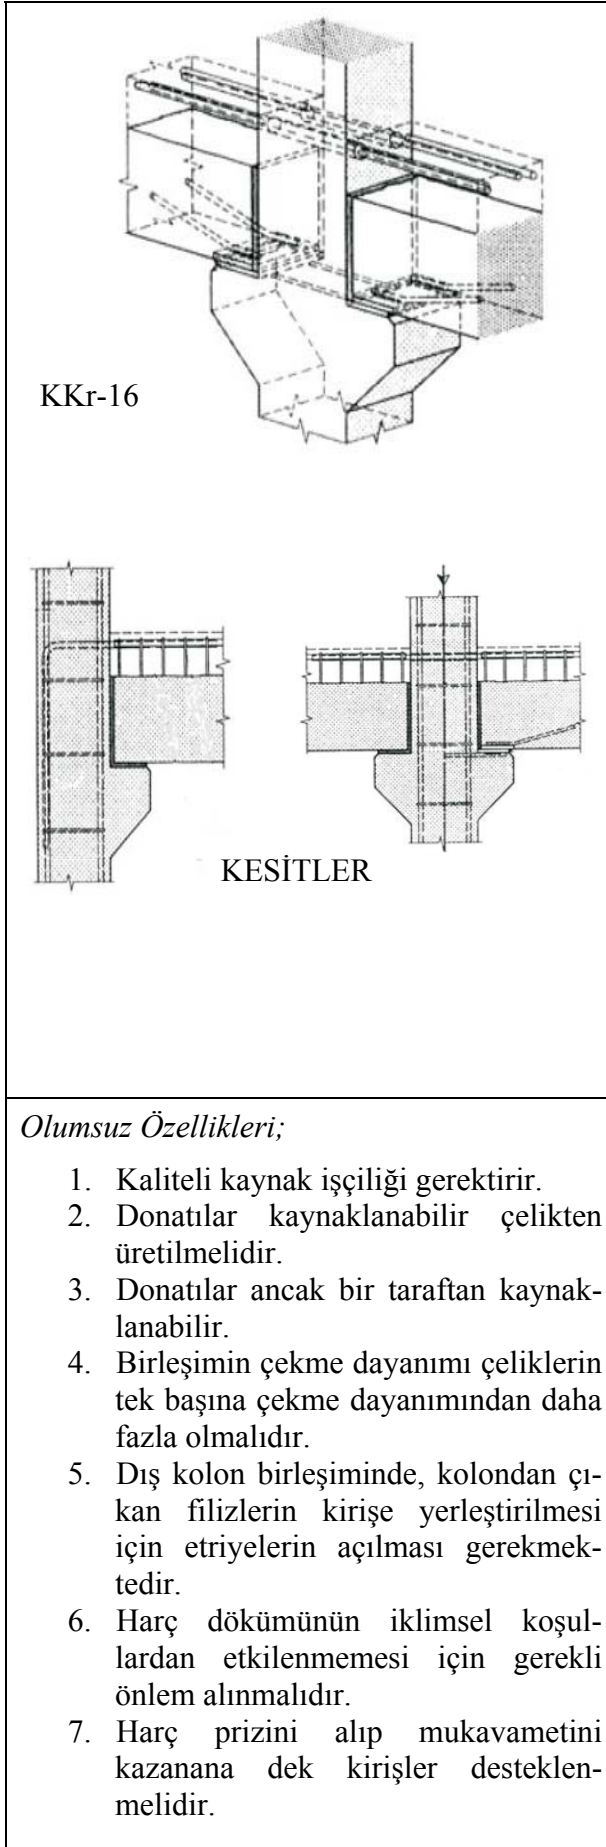 KKr-16
KESİTLER
Olumsuz Özellikleri;
1. Kaliteli kaynak işçiliği gerektirir.
2. Donatılar kaynaklanabilir çelikten
üretilmelidir.
3. Donatılar ancak bir taraftan kaynak-
lanabilir.
4. Birleşimin çekme dayanımı çeliklerin
tek başına çekme dayanımından daha
fazla olmalıdır.
5. Dış kolon birleşiminde, kolondan çı-
kan filizlerin kirişe yerleştirilmesi
için etriyelerin açılması gerekmek-
tedir.
6. Harç dökümünün iklimsel koşul-
lardan etkilenmemesi için gerekli
önlem alınmalıdır.
7. Harç prizini alıp mukavametini
kazanana dek kirişler desteklen-
melidir.